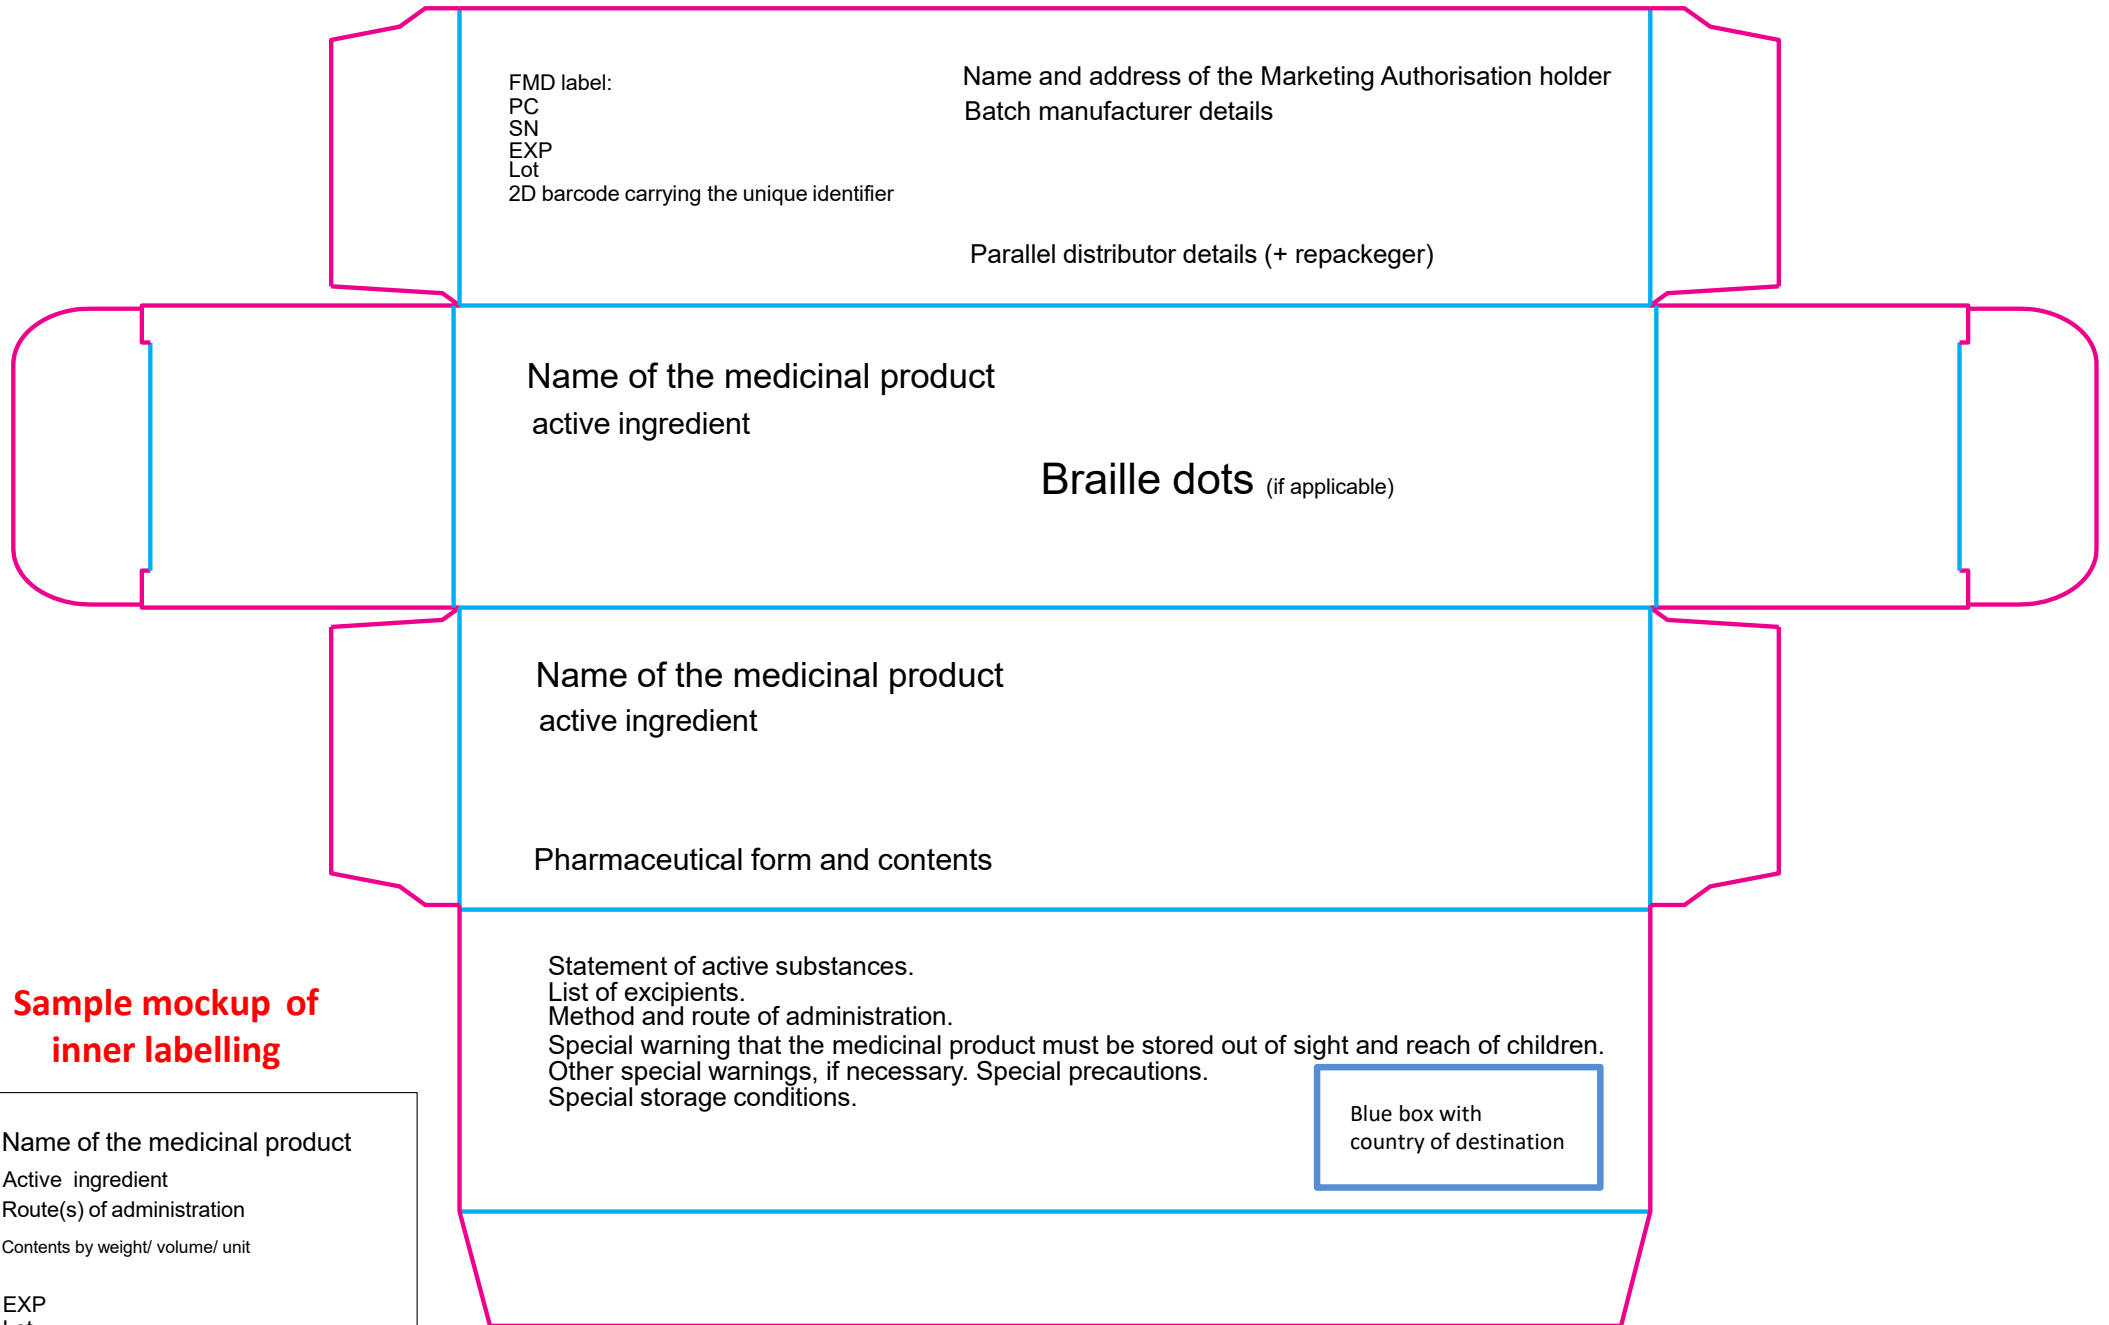 FMD label:
PC
SN
EXP
Lot
2D barcode carrying the unique identifier
Name and address of the Marketing Authorisation holder
Batch manufacturer details
Parallel distributor details (+ repackeger)
Name of the medicinal product
active ingredient
Braille dots (if applicable)
Name of the medicinal product
active ingredient
Pharmaceutical form and contents
Statement of active substances.
List of excipients.
Method and route of administration.
Special warning that the medicinal product must be stored out of sight and reach of children.
Other special warnings, if necessary. Special precautions.
Special storage conditions.
Blue box with
country of destination
Sample mockup of
inner labelling
Name of the medicinal product
Active ingredient
Route(s) of administration
Contents by weight/ volume/ unit
EXP